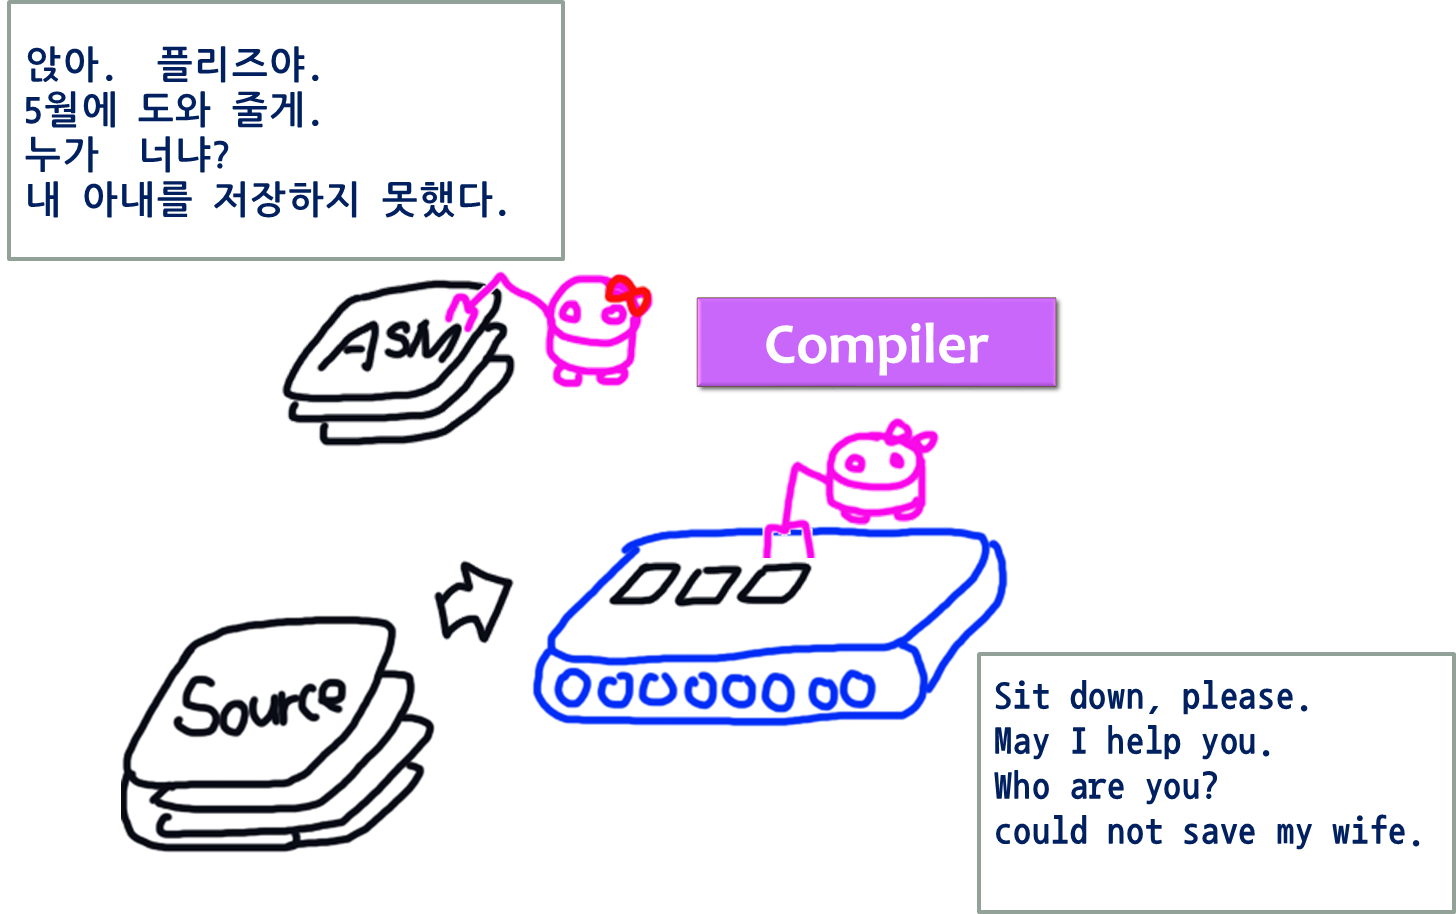 앉아. 플리즈야.
5월에 도와 줄게.
누가 너냐?
내 아내를 저장하지 못했다.
ASM
Compiler
Source
Sit down, please.
May I help you.
Who are you?
could not save my wife.